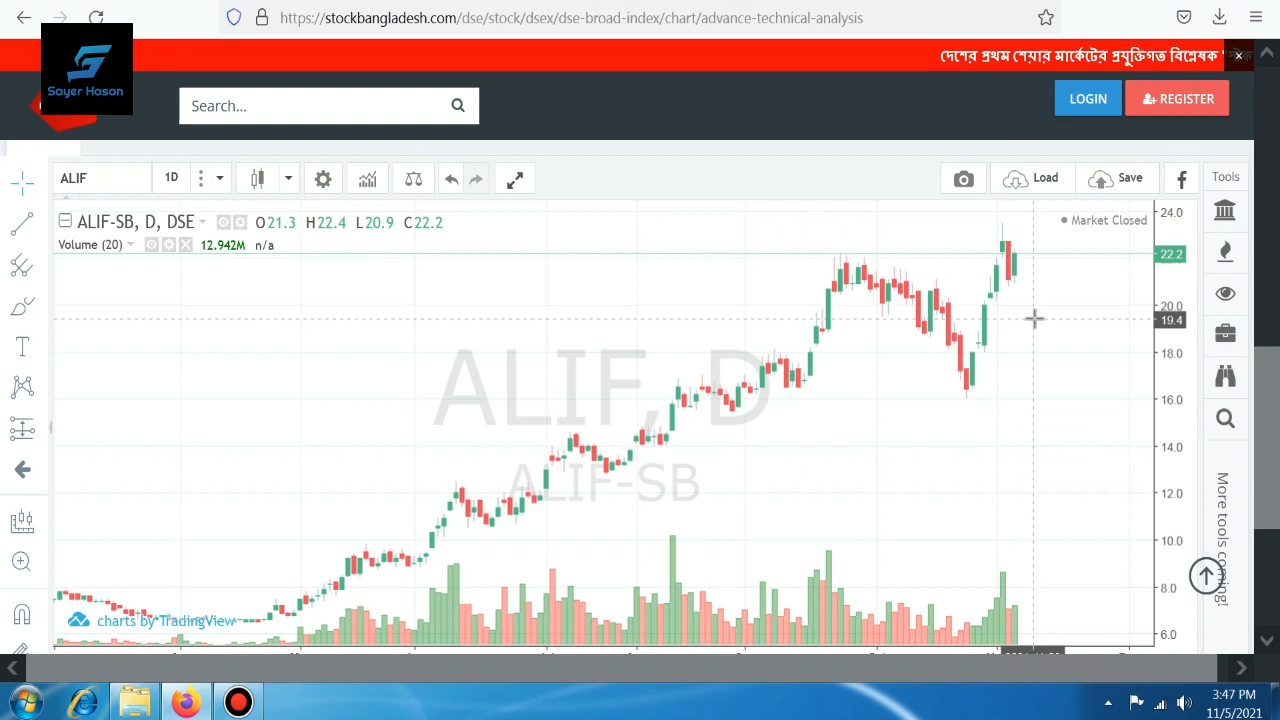 https://stockbangladesh.com/dse/stock/dsex/dse-broad-index/chart/advance-technical-analysis
দেশের প্রথম শেয়ার মার্কেটের প্রযুক্তিগত বিশ্লেষক
Sayer Hasan
Search...
LOGIN
REGISTER
ALIF
1D
Load
Save
Tools
ALIF-SB, D, DSE
O21.3 H22.4 L20.9 C22.2
Market Closed
Volume (20)
12.942M n/a
24.0
22.2
20.0
19.4
18.0
16.0
14.0
12.0
10.0
8.0
6.0
ALIF, D
ALIF-SB
More tools coming!
charts by TradingView
3:47 PM
11/5/2021